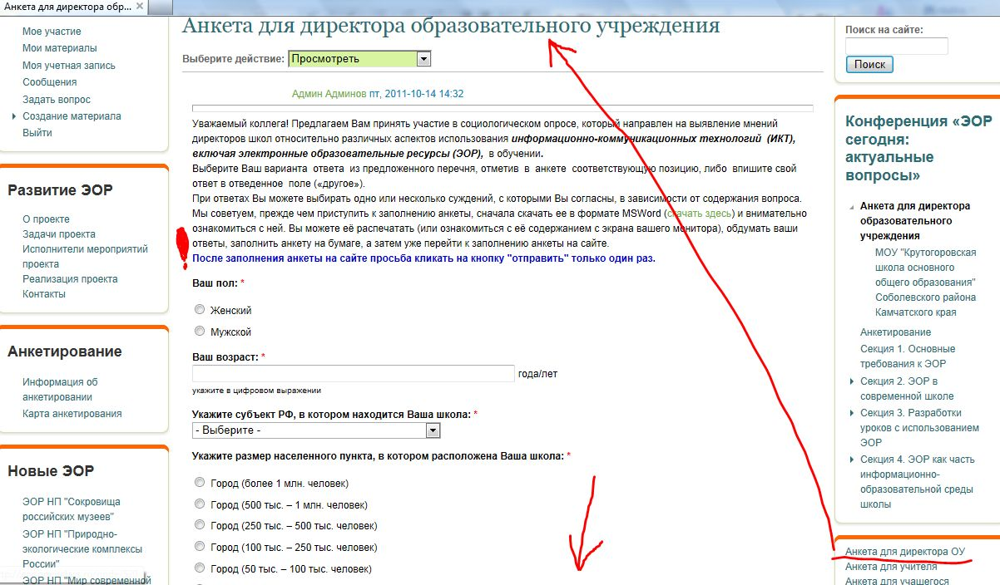 Анкета для директора обр...
Мое участие
Мои материалы
Моя учетная запись
Сообщения
Задать вопрос
Создание материала
Выйти
Развитие ЭОР
О проекте
Задачи проекта
Исполнители мероприятий
проекта
Реализация проекта
Контакты
Анкетирование
Информация об
анкетировании
Карта анкетирования
Новые ЭОР
ЭОР НП "Сокровища
российских музеев"
ЭОР НП "Природно-
экологические комплексы
России"
ЭОР НП "Мир современной
Анкета для директора образовательного учреждения
Выберите действие: Просмотреть
Админ Админов пт, 2011-10-14 14:32
Уважаемый коллега! Предлагаем Вам принять участие в социологическом опросе, который направлен на выявление мнений
директоров школ относительно различных аспектов использования информационно-коммуникационных технологий (ИКТ),
включая электронные образовательные ресурсы (ЭОР), в обучении.
Выберите Ваш варианта ответа из предложенного перечня, отметив в анкете соответствующую позицию, либо впишите свой
ответ в отведенное поле («другое»).
При ответах Вы можете выбирать одно или несколько суждений, с которыми Вы согласны, в зависимости от содержания вопроса.
Мы советуем, прежде чем приступить к заполнению анкеты, сначала скачать ее в формате MSWord (скачать здесь) и внимательно
ознакомиться с ней. Вы можете её распечатать (или ознакомиться с её содержанием с экрана вашего монитора), обдумать ваши
ответы, заполнить анкету на бумаге, а затем уже перейти к заполнению анкеты на сайте.
После заполнения анкеты на сайте просьба кликать на кнопку "отправить" только один раз.
Ваш пол: *
Женский
Мужской
Ваш возраст: *
года/лет
укажите в цифровом выражении
Укажите субъект РФ, в котором находится Ваша школа: *
- Выберите -
Укажите размер населенного пункта, в котором расположена Ваша школа: *
Город (более 1 млн. человек)
Город (500 тыс. – 1 млн. человек)
Город (250 тыс. – 500 тыс. человек)
Город (100 тыс. – 250 тыс. человек)
Город (50 тыс. – 100 тыс. человек)
Поиск на сайте:
Поиск
Конференция «ЭОР
сегодня:
актуальные
вопросы»
Анкета для директора
образовательного
учреждения
МОУ "Крутогоровская
школа основного
общего образования"
Соболевского района
Камчатского края
Анкетирование
Секция 1. Основные
требования к ЭОР
Секция 2. ЭОР в
современной школе
Секция 3. Разработки
уроков с использованием
ЭОР
Секция 4. ЭОР как часть
информационно-
образовательной среды
школы
Анкета для директора ОУ
Анкета для учителя
Анкета для учащегося